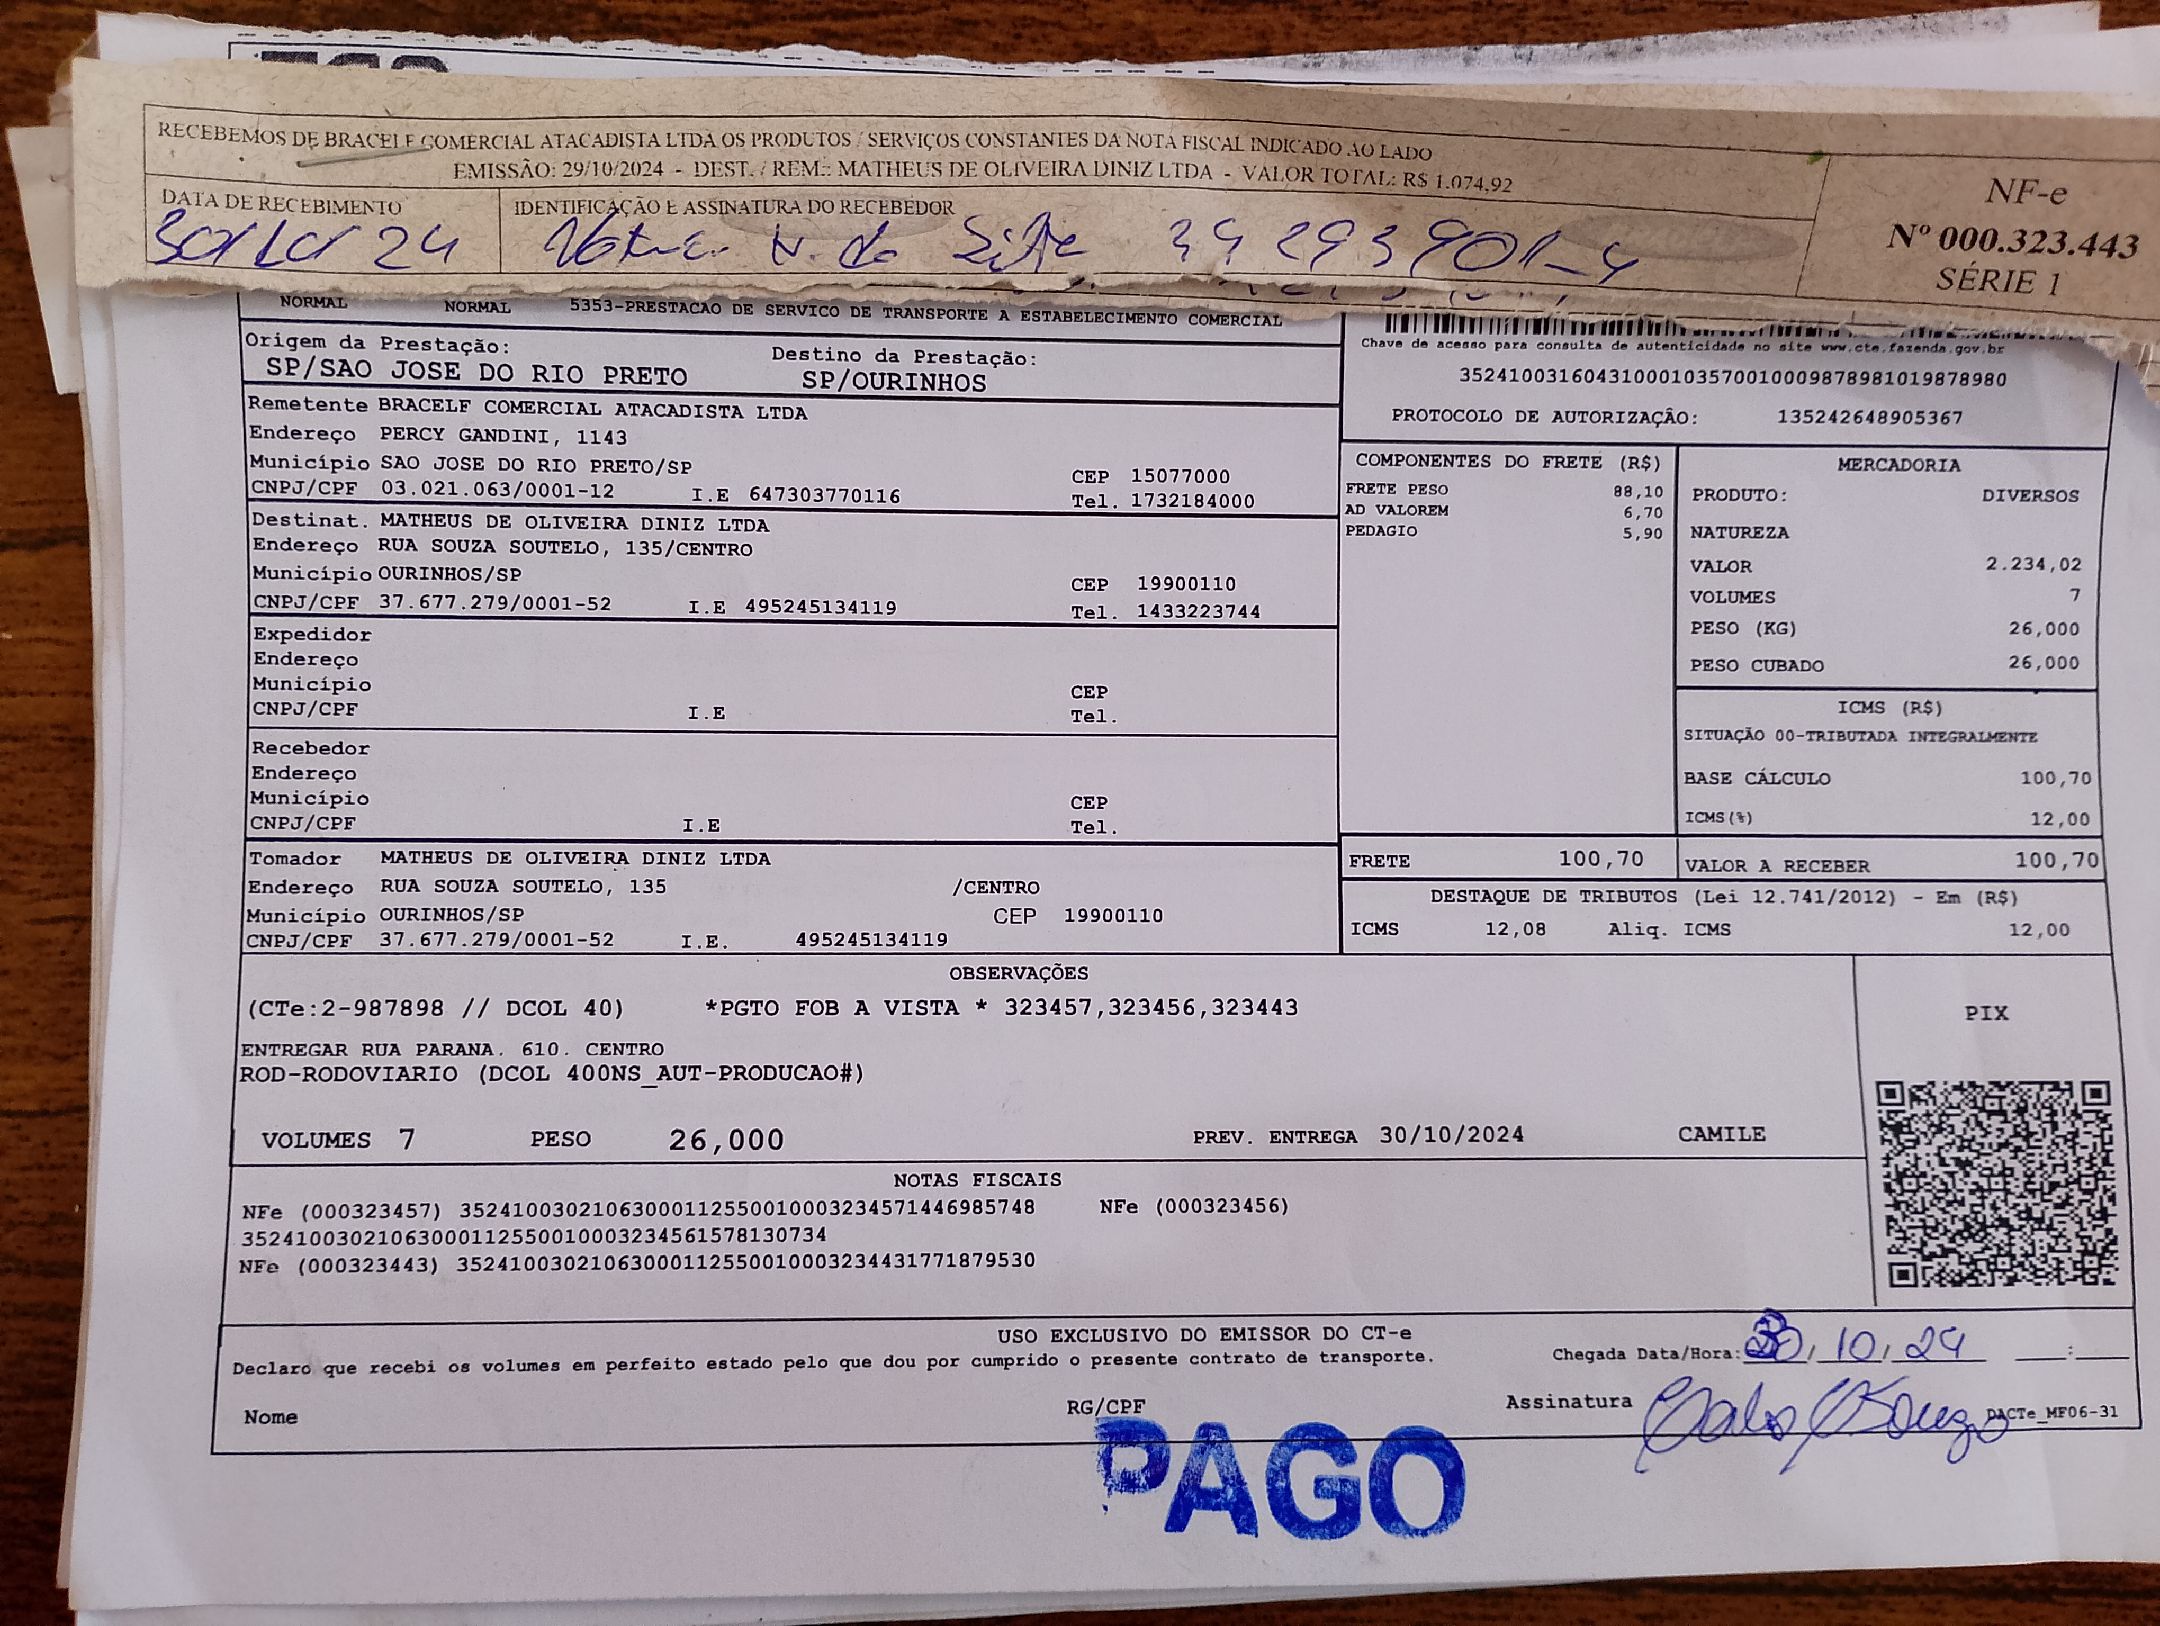 RECEBEMOS DE BRACELF COMERCIAL ATACADISTA LTDA OS PRODUTOS / SERVIÇOS CONSTANTES DA NOTA FISCAL INDICADO AO LADO
EMISSÃO: 29/10/2024 - DEST. / REM.: MATHEUS DE OLIVEIRA DINIZ LTDA - VALOR TOTAL: R$ 1.074,92
NF-e
Nº 000.323.443
SÉRIE 1
DATA DE RECEBIMENTO IDENTIFICAÇÃO E ASSINATURA DO RECEBEDOR
30/10/24
NORMAL NORMAL 5353-PRESTACAO DE SERVICO DE TRANSPORTE A ESTABELECIMENTO COMERCIAL
Origem da Prestação: Destino da Prestação:
SP/SAO JOSE DO RIO PRETO SP/OURINHOS
Chave de acesso para consulta de autenticidade no site www.cte.fazenda.gov.br
35241003160431000103570010009878981019878980
PROTOCOLO DE AUTORIZAÇÃO: 135242648905367
Remetente BRACELF COMERCIAL ATACADISTA LTDA
Endereço PERCY GANDINI, 1143
Município SAO JOSE DO RIO PRETO/SP CEP 15077000
CNPJ/CPF 03.021.063/0001-12 I.E 647303770116 Tel. 1732184000
Destinat. MATHEUS DE OLIVEIRA DINIZ LTDA
Endereço RUA SOUZA SOUTELO, 135/CENTRO
Município OURINHOS/SP CEP 19900110
CNPJ/CPF 37.677.279/0001-52 I.E 495245134119 Tel. 1433223744
Expedidor
Endereço
Município CEP
CNPJ/CPF I.E Tel.
Recebedor
Endereço
Município CEP
CNPJ/CPF I.E Tel.
Tomador MATHEUS DE OLIVEIRA DINIZ LTDA
Endereço RUA SOUZA SOUTELO, 135 /CENTRO
Município OURINHOS/SP CEP 19900110
CNPJ/CPF 37.677.279/0001-52 I.E. 495245134119
COMPONENTES DO FRETE (R$)
FRETE PESO 88,10
AD VALOREM 6,70
PEDAGIO 5,90
MERCADORIA
PRODUTO: DIVERSOS
NATUREZA
VALOR 2.234,02
VOLUMES 7
PESO (KG) 26,000
PESO CUBADO 26,000
ICMS (R$)
SITUAÇÃO 00-TRIBUTADA INTEGRALMENTE
BASE CÁLCULO 100,70
ICMS(%) 12,00
FRETE 100,70 VALOR A RECEBER 100,70
DESTAQUE DE TRIBUTOS (Lei 12.741/2012) - Em (R$)
ICMS 12,08 Aliq. ICMS 12,00
OBSERVAÇÕES
(CTe:2-987898 // DCOL 40) *PGTO FOB A VISTA * 323457,323456,323443
ENTREGAR RUA PARANA. 610. CENTRO
ROD-RODOVIARIO (DCOL 400NS_AUT-PRODUCAO#)
VOLUMES 7 PESO 26,000 PREV. ENTREGA 30/10/2024 CAMILE
PIX
NOTAS FISCAIS
NFe (000323457) 35241003021063000112550010003234571446985748 NFe (000323456)
35241003021063000112550010003234561578130734
NFe (000323443) 35241003021063000112550010003234431771879530
USO EXCLUSIVO DO EMISSOR DO CT-e
Declaro que recebi os volumes em perfeito estado pelo que dou por cumprido o presente contrato de transporte.
Chegada Data/Hora: 30/10/24 __:__
Nome RG/CPF Assinatura DACTe_MF06-31
PAGO